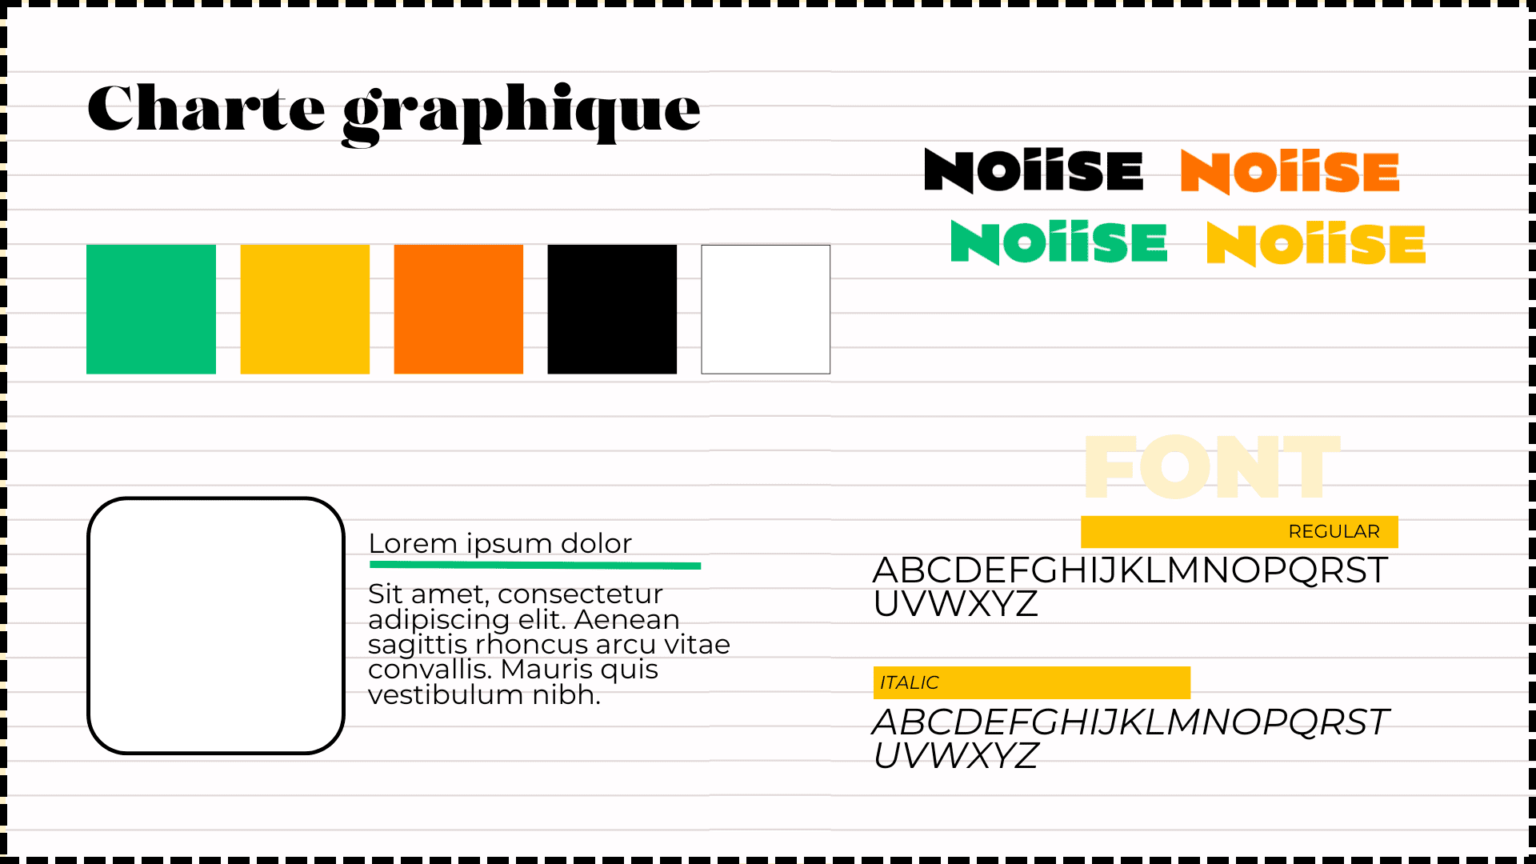 Charte graphique
NOiiSE NOiiSE
NOiiSE NOiiSE
Lorem ipsum dolor
Sit amet, consectetur
adipiscing elit. Aenean
sagittis rhoncus arcu vitae
convallis. Mauris quis
vestibulum nibh.
FONT
REGULAR
ABCDEFGHIJKLMNOPQRST
UVWXYZ
ITALIC
ABCDEFGHIJKLMNOPQRST
UVWXYZ